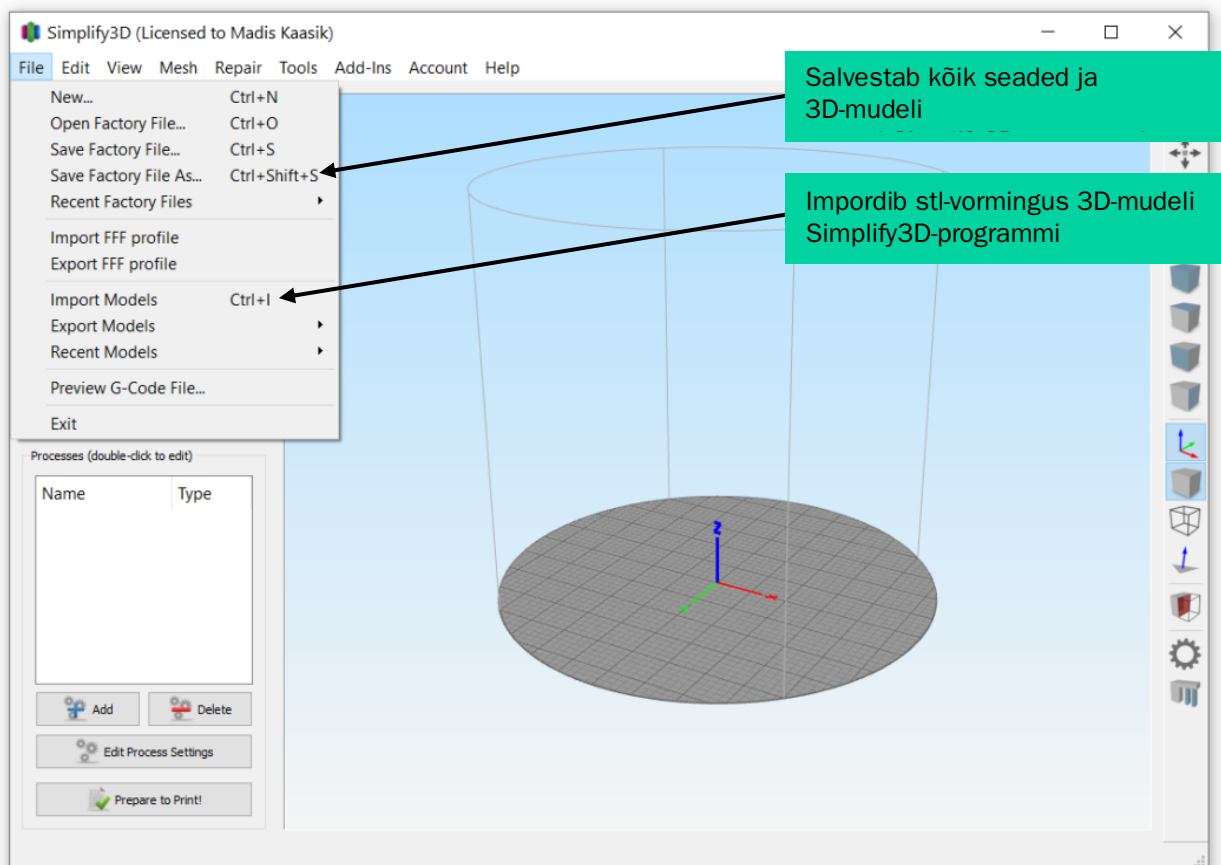 Simplify3D (Licensed to Madis Kaasik)
File Edit View Mesh Repair Tools Add-Ins Account Help
New... Ctrl+N
Open Factory File... Ctrl+O
Save Factory File... Ctrl+S
Save Factory File As... Ctrl+Shift+S
Recent Factory Files
Import FFF profile
Export FFF profile
Import Models Ctrl+I
Export Models
Recent Models
Preview G-Code File...
Exit
Salvestab kõik seaded ja
3D-mudeli
Impordib stl-vormingus 3D-mudeli
Simplify3D-programmi
Z
Processes (double-click to edit)
Name Type
Add Delete
Edit Process Settings
Prepare to Print!